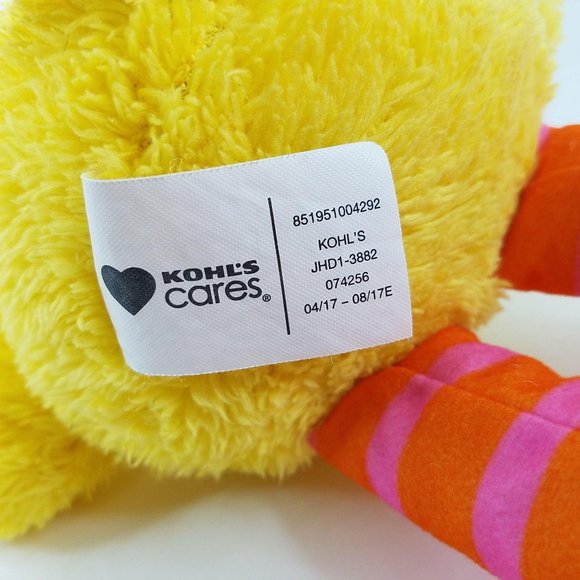 KOHL'S
cares®
851951004292
KOHL'S
JHD1-3882
074256
04/17 – 08/17E